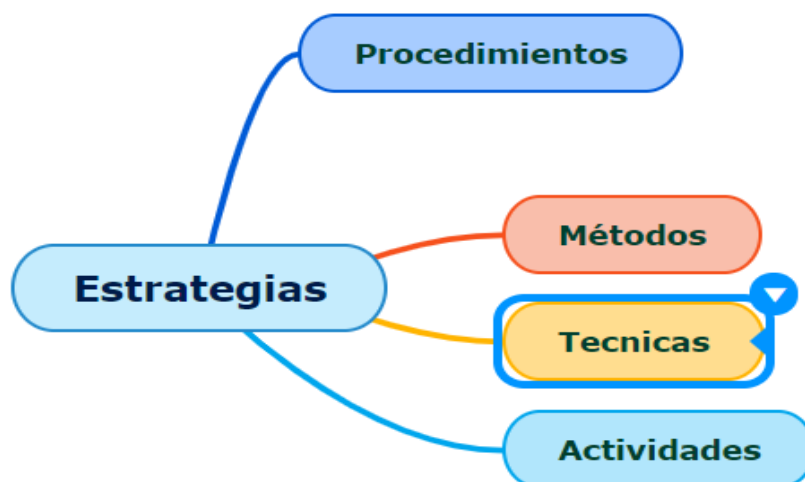 Procedimientos
Métodos
Estrategias
Tecnicas
Actividades